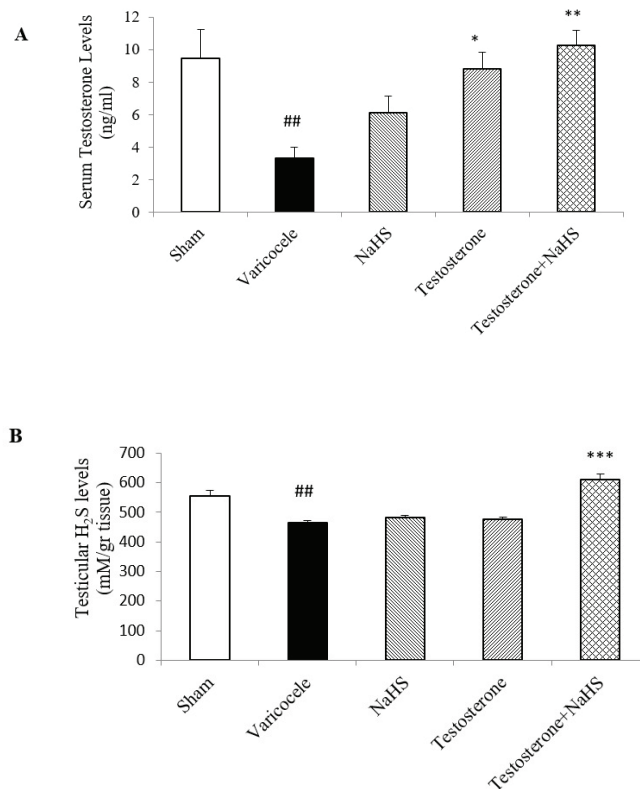 A
Serum Testosterone Levels
(ng/ml)
12
10
8
6
4
2
0
##
*
**
Sham
Varicocele
NaHS
Testosterone
Testosterone+NaHS
B
Testicular H₂S levels
(mM/gr tissue)
700
600
500
400
300
200
100
0
##
***
Sham
Varicocele
NaHS
Testosterone
Testosterone+NaHS